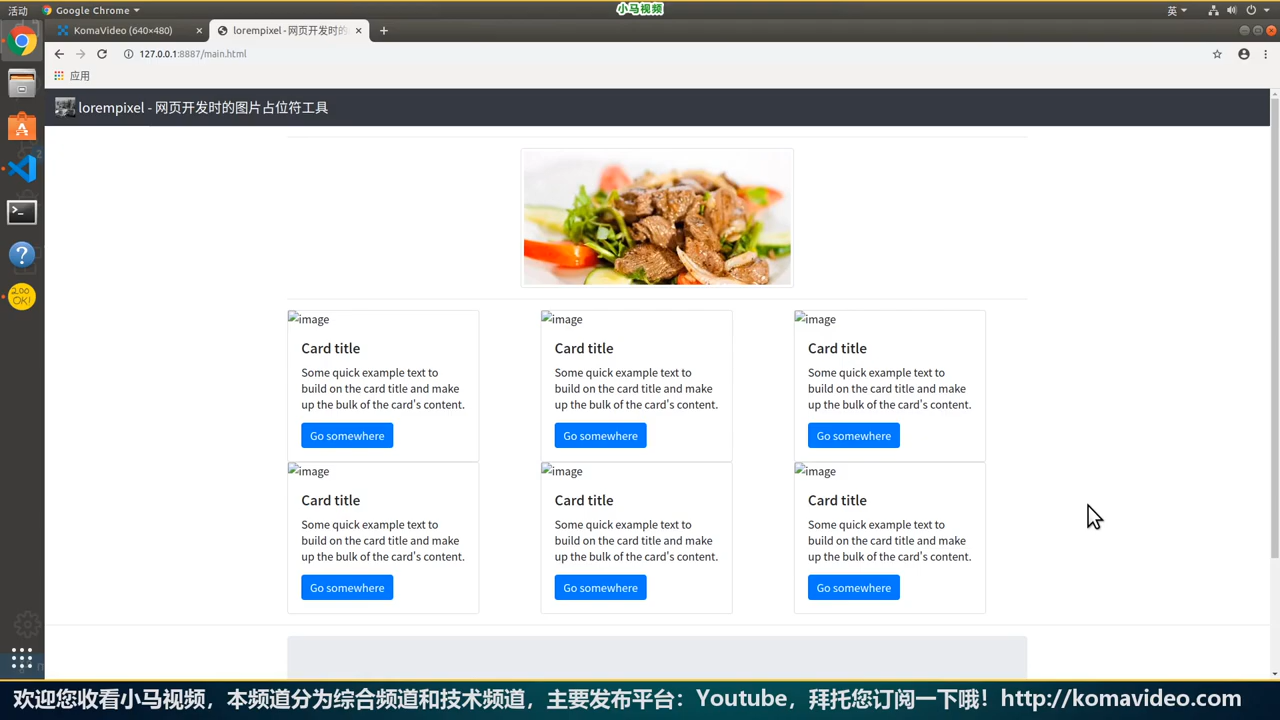 活动
Google Chrome
小马视频
英
KomaVideo (640×480)
lorempixel - 网页开发时的
127.0.0.1:8887/main.html
应用
lorempixel - 网页开发时的图片占位符工具
image
image
image
Card title
Card title
Card title
Some quick example text to
build on the card title and make
up the bulk of the card's content.
Some quick example text to
build on the card title and make
up the bulk of the card's content.
Some quick example text to
build on the card title and make
up the bulk of the card's content.
Go somewhere
Go somewhere
Go somewhere
image
image
image
Card title
Card title
Card title
Some quick example text to
build on the card title and make
up the bulk of the card's content.
Some quick example text to
build on the card title and make
up the bulk of the card's content.
Some quick example text to
build on the card title and make
up the bulk of the card's content.
Go somewhere
Go somewhere
Go somewhere
200
OK!
欢迎您收看小马视频，本频道分为综合频道和技术频道，主要发布平台：Youtube，拜托您订阅一下哦！http://komavideo.com